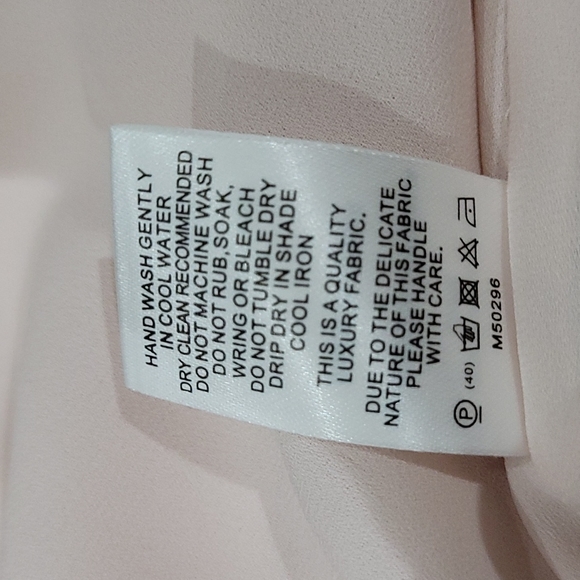 HAND WASH GENTLY
IN COOL WATER
DRY CLEAN RECOMMENDED
DO NOT MACHINE WASH
DO NOT RUB,SOAK,
WRING OR BLEACH
DO NOT TUMBLE DRY
DRIP DRY IN SHADE
COOL IRON
THIS IS A QUALITY
LUXURY FABRIC.
DUE TO THE DELICATE
NATURE OF THIS FABRIC
PLEASE HANDLE
WITH CARE.
P (40)
M50296